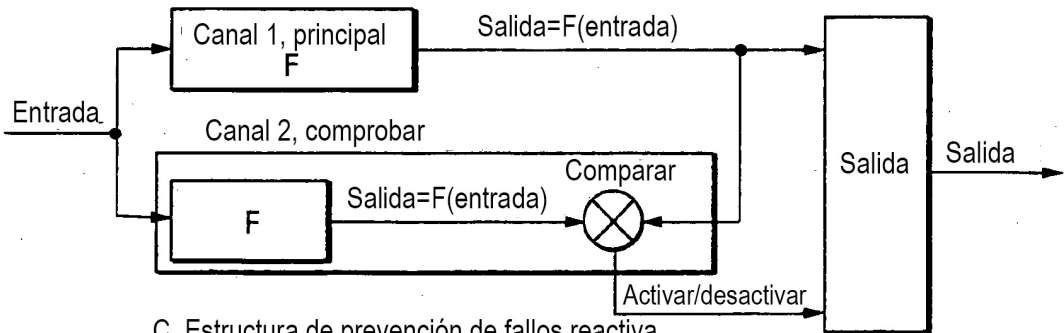 Canal 1, principal
F
Salida=F(entrada)
Entrada
Canal 2, comprobar
F
Salida=F(entrada)
Comparar
Activar/desactivar
Salida
Salida
C. Estructura de prevención de fallos reactiva